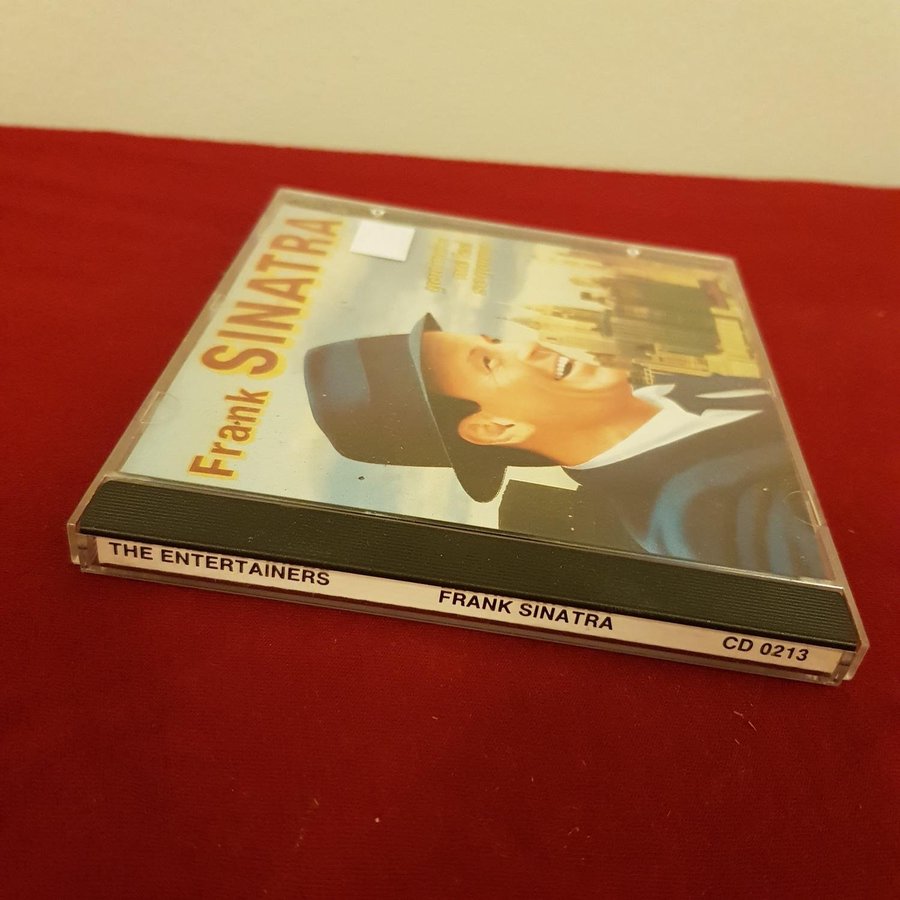 Frank SINATRA
THE ENTERTAINERS
FRANK SINATRA
CD 0213